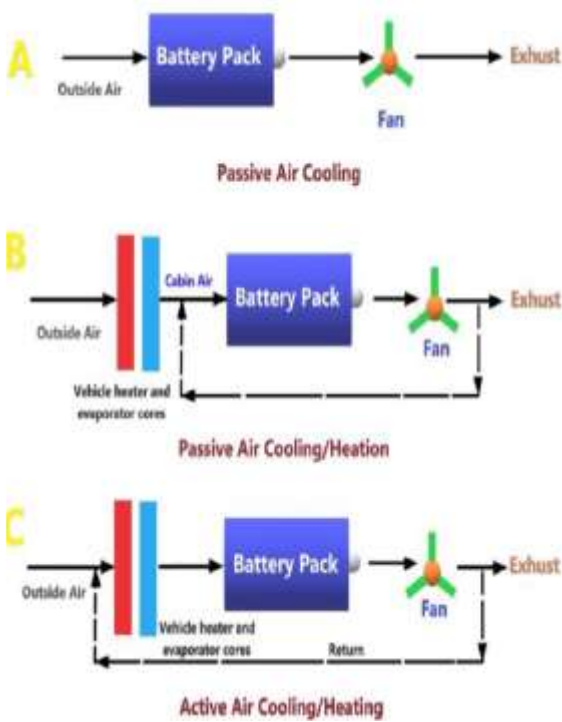 A
Battery Pack
Outside Air
Fan
Exhust
Passive Air Cooling
B
Cabin Air
Battery Pack
Outside Air
Fan
Exhust
Vehicle heater and
evaporator cores
Passive Air Cooling/Heation
C
Battery Pack
Outside Air
Fan
Exhust
Vehicle heater and
evaporator cores
Return
Active Air Cooling/Heating